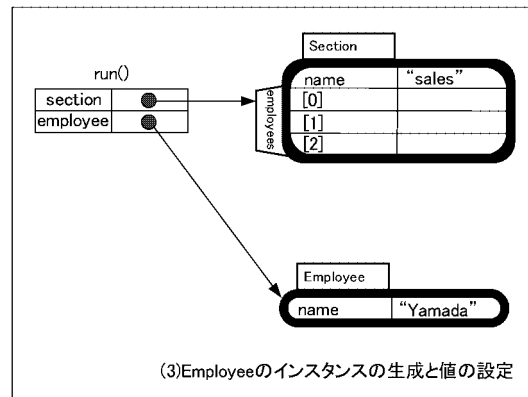 Section
run()
name “sales”
section
employee
employees
[0]
[1]
[2]
Employee
name “Yamada”
(3)Employeeのインスタンスの生成と値の設定